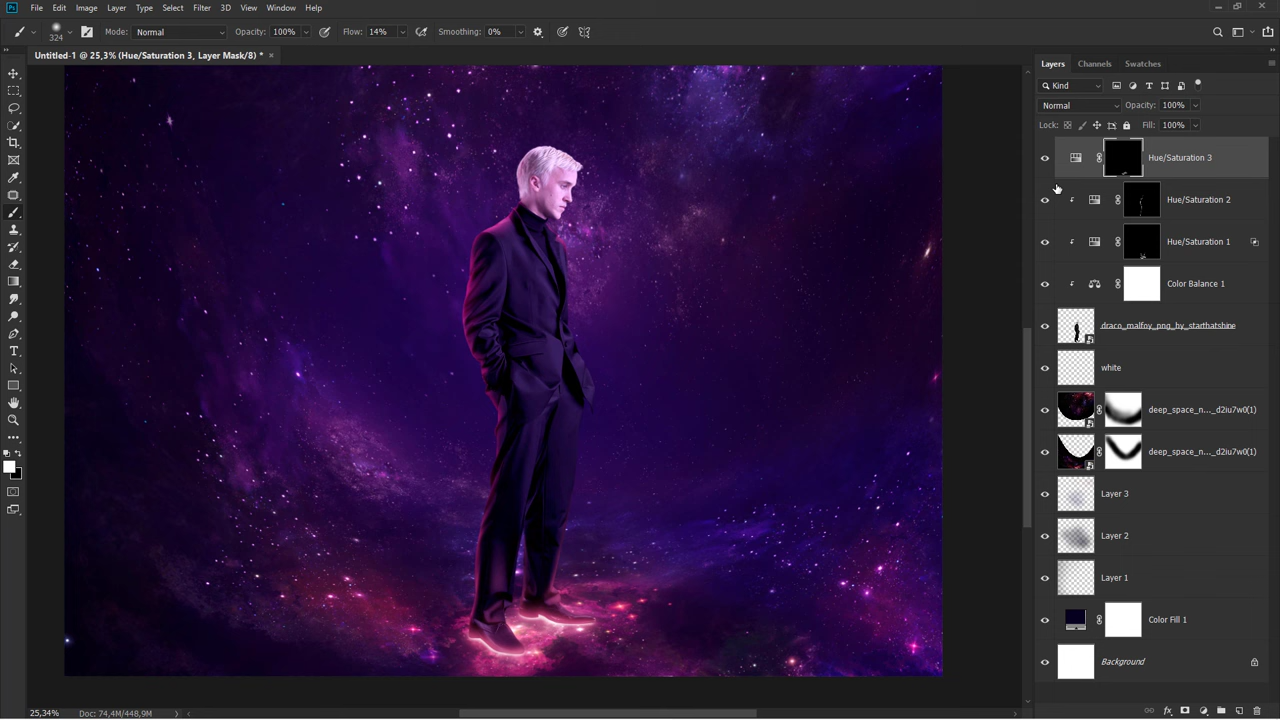 Ps File Edit Image Layer Type Select Filter 3D View Window Help
324 Mode: Normal Opacity: 100% Flow: 14% Smoothing: 0%
Untitled-1 @ 25,3% (Hue/Saturation 3, Layer Mask/8) *
Layers Channels Swatches
Kind
Normal Opacity: 100%
Lock: Fill: 100%
Hue/Saturation 3
Hue/Saturation 2
Hue/Saturation 1
Color Balance 1
draco_malfoy_png_by_starthatshine
white
deep_space_n..._d2iu7w0(1)
deep_space_n..._d2iu7w0(1)
Layer 3
Layer 2
Layer 1
Color Fill 1
Background
25,34% Doc: 74,4M/448,9M